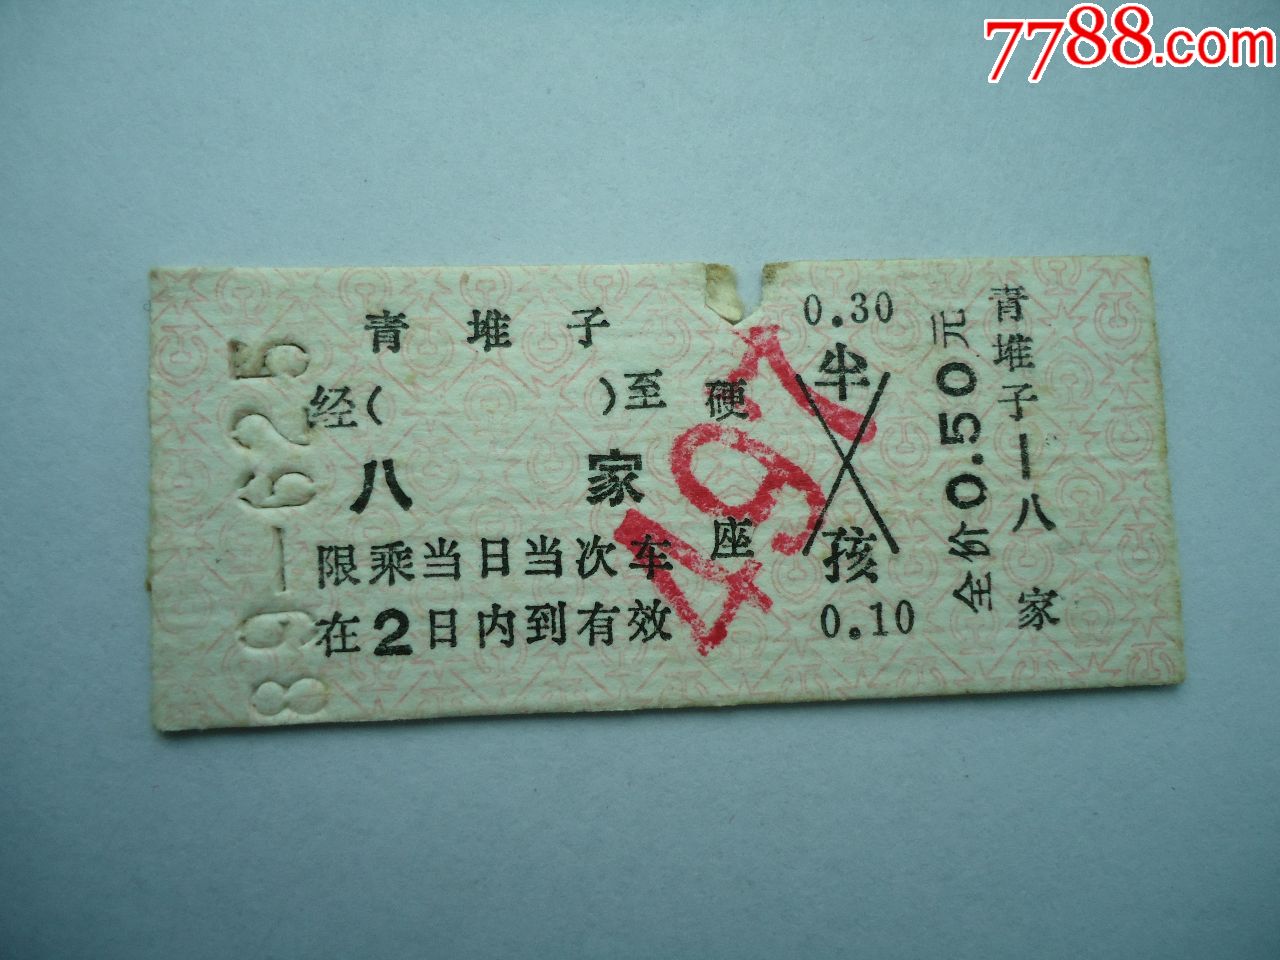 7788.com
89-625
青堆子
经( )至
八家
限乘当日当次车
在2日内到有效
硬座
497
0.30
半
孩
0.10
全价0.50元
青堆子—八家